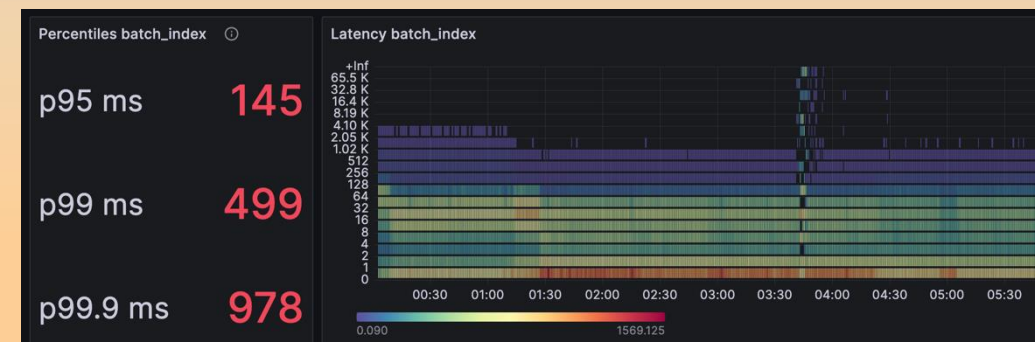 Percentiles batch_index
p95 ms 145
p99 ms 499
p99.9 ms 978
Latency batch_index
+Inf
65.5 K
32.8 K
16.4 K
8.19 K
4.10 K
2.05 K
1.02 K
512
256
128
64
32
16
8
4
2
1
0
00:30 01:00 01:30 02:00 02:30 03:00 03:30 04:00 04:30 05:00 05:30
0.090 1569.125